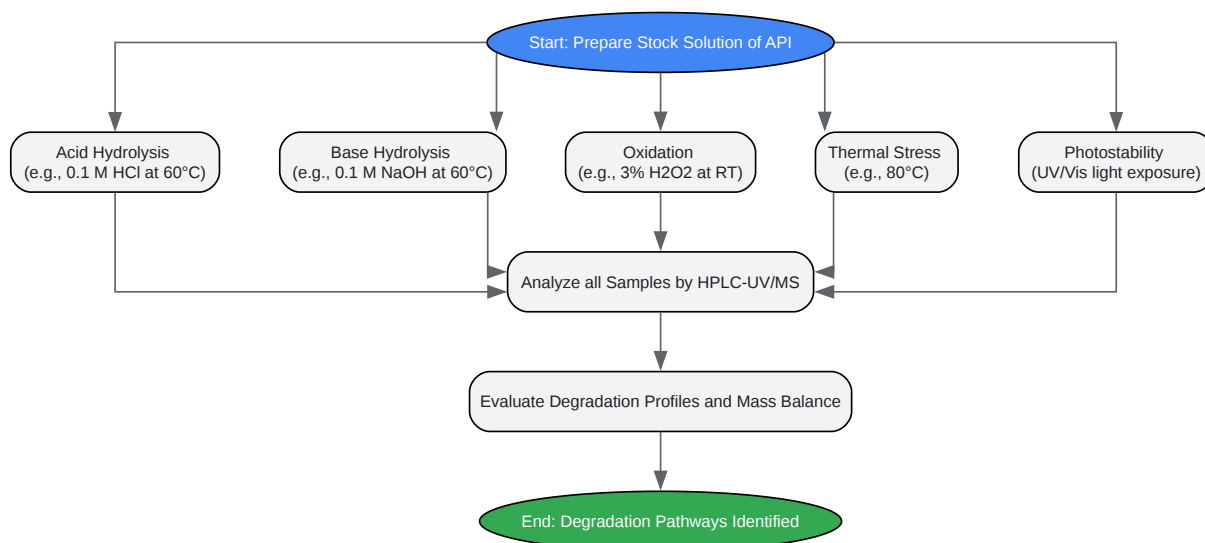 Start: Prepare Stock Solution of API
Acid Hydrolysis
(e.g., 0.1 M HCl at 60°C)
Base Hydrolysis
(e.g., 0.1 M NaOH at 60°C)
Oxidation
(e.g., 3% H2O2 at RT)
Thermal Stress
(e.g., 80°C)
Photostability
(UV/Vis light exposure)
Analyze all Samples by HPLC-UV/MS
Evaluate Degradation Profiles and Mass Balance
End: Degradation Pathways Identified